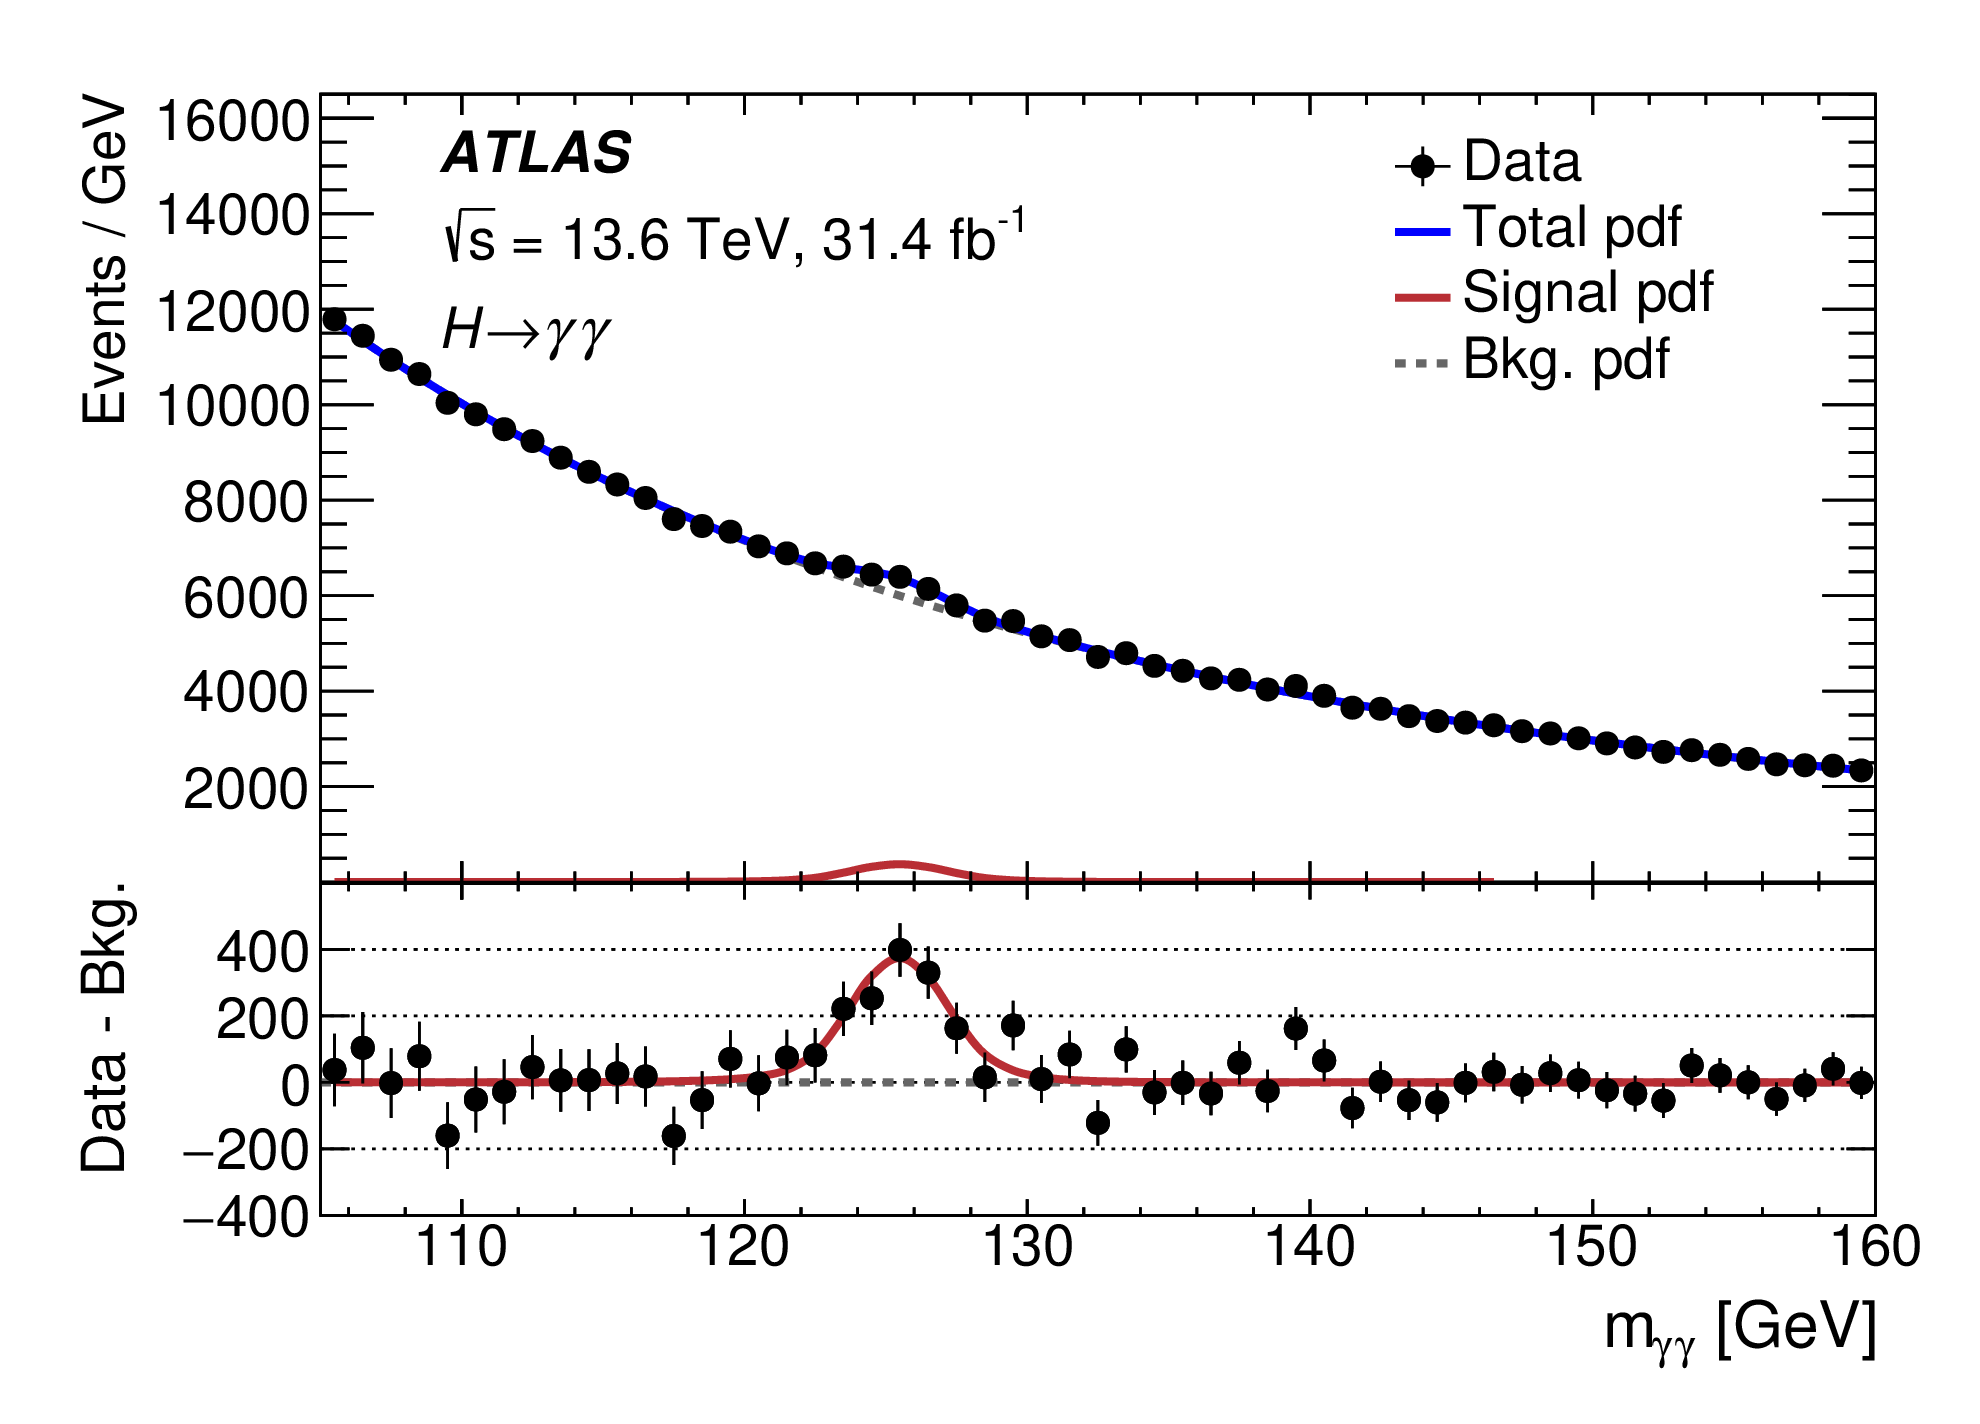 Events / GeV
16000
14000
12000
10000
8000
6000
4000
2000
ATLAS
√s = 13.6 TeV, 31.4 fb⁻¹
H→γγ
Data
Total pdf
Signal pdf
Bkg. pdf
Data - Bkg.
400
200
0
−200
−400
110 120 130 140 150 160
mγγ [GeV]